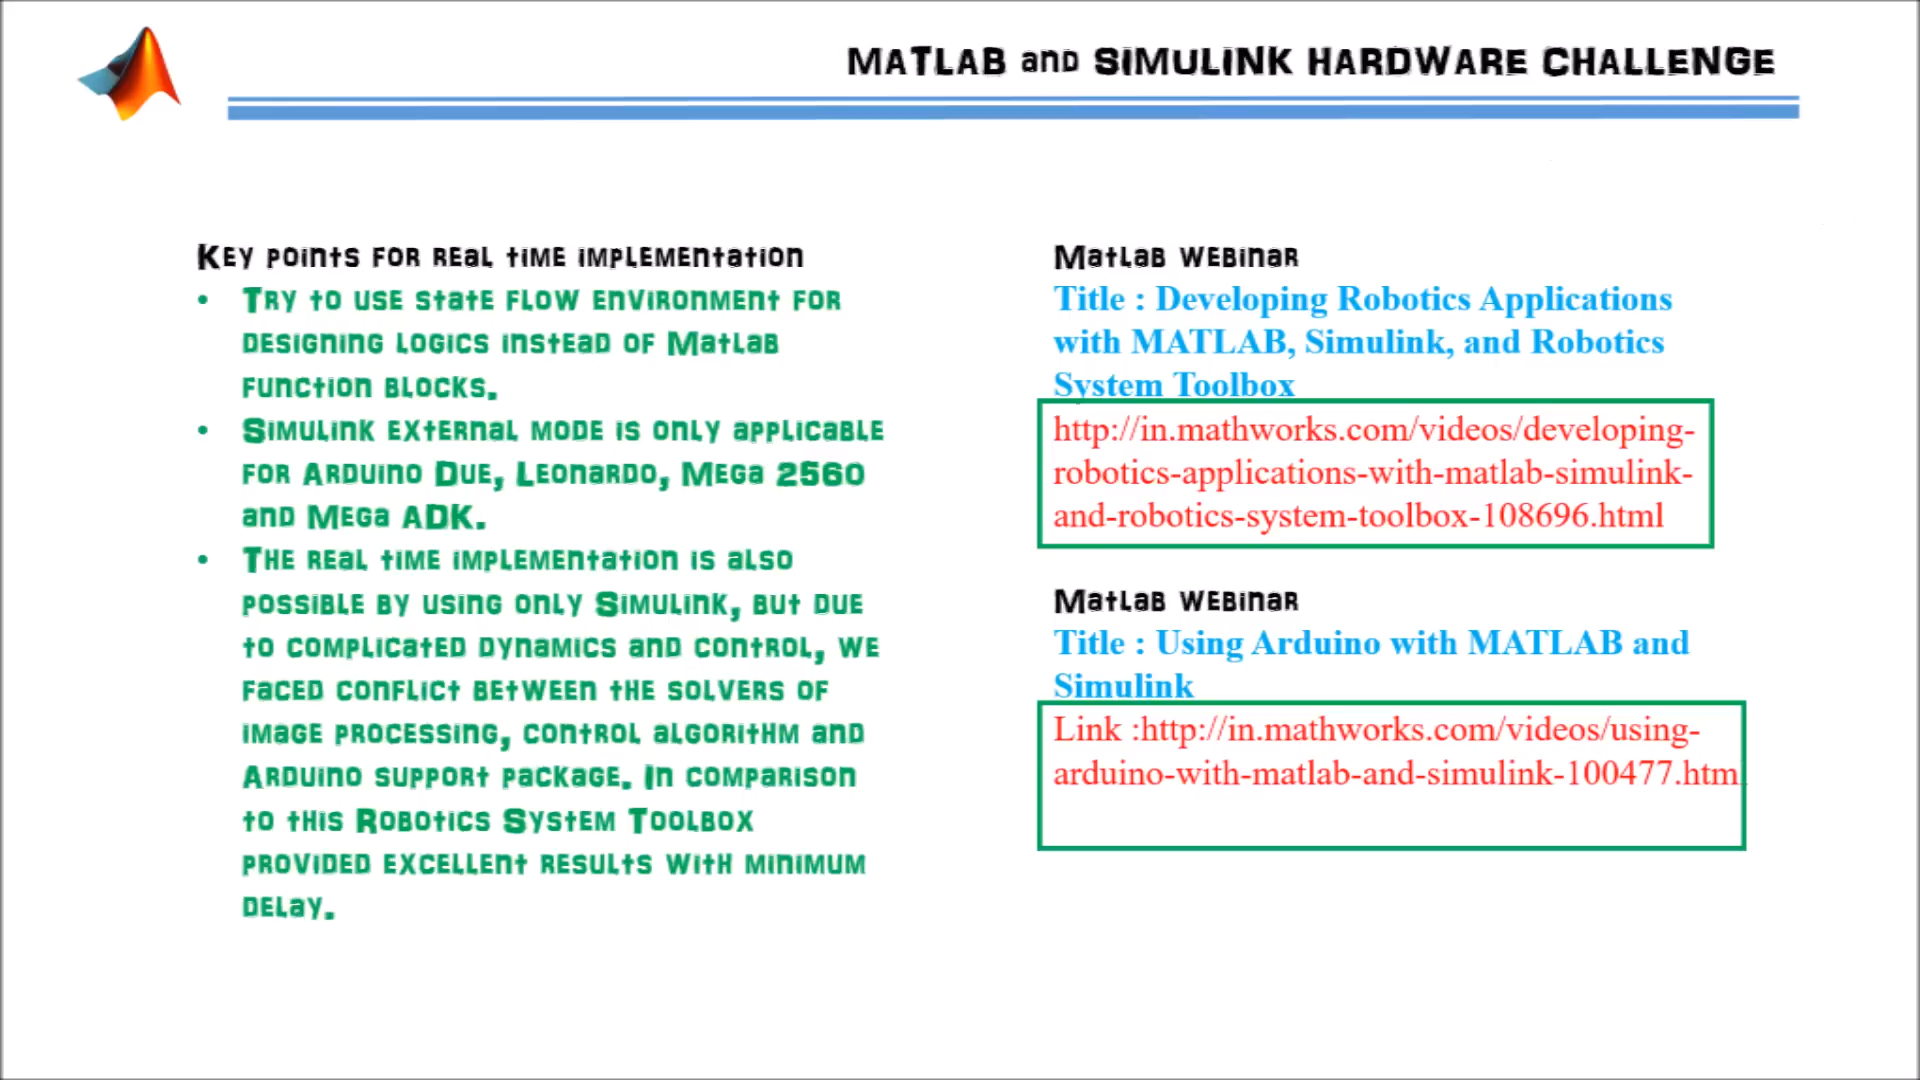 MATLAB and SIMULINK HARDWARE CHALLENGE
Key points for real time implementation
• Try to use state flow environment for
designing logics instead of Matlab
function blocks.
• Simulink external mode is only applicable
for Arduino Due, Leonardo, Mega 2560
and Mega ADK.
• The real time implementation is also
possible by using only Simulink, but due
to complicated dynamics and control, we
faced conflict between the solvers of
image processing, control algorithm and
Arduino support package. In comparison
to this Robotics System Toolbox
provided excellent results with minimum
delay.
Matlab webinar
Title : Developing Robotics Applications
with MATLAB, Simulink, and Robotics
System Toolbox
http://in.mathworks.com/videos/developing-
robotics-applications-with-matlab-simulink-
and-robotics-system-toolbox-108696.html
Matlab webinar
Title : Using Arduino with MATLAB and
Simulink
Link :http://in.mathworks.com/videos/using-
arduino-with-matlab-and-simulink-100477.html